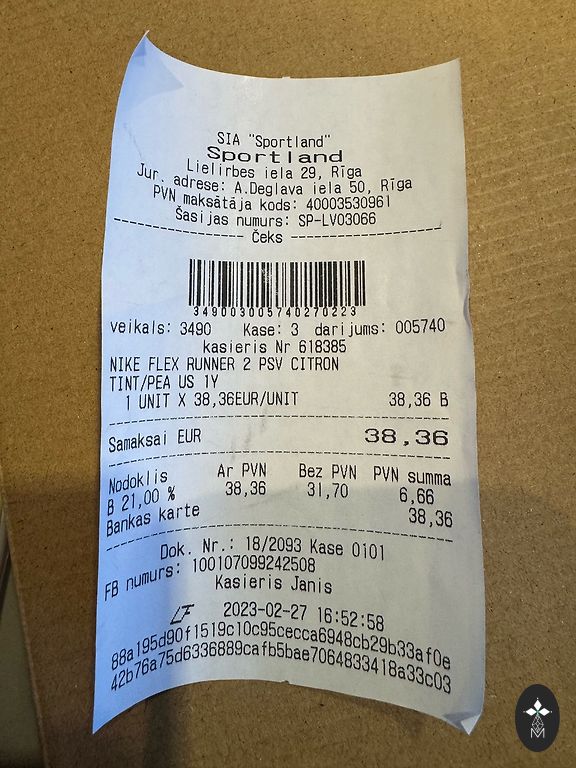 SIA "Sportland"
Sportland
Lielirbes iela 29, Rīga
Jur. adrese: A.Deglava iela 50, Rīga
PVN maksātāja kods: 40003530961
Šasijas numurs: SP-LV03066
Čeks
349003005740270223
veikals: 3490 Kase: 3 darījums: 005740
kasieris Nr 618385
NIKE FLEX RUNNER 2 PSV CITRON
TINT/PEA US 1Y
1 UNIT X 38,36EUR/UNIT 38,36 B
Samaksai EUR 38,36
Nodoklis Ar PVN Bez PVN PVN summa
B 21,00 % 38,36 31,70 6,66
Bankas karte 38,36
Dok. Nr.: 18/2093 Kase 0101
FB numurs: 100107099242508
Kasieris Janis
LF 2023-02-27 16:52:58
88a195d90f1519c10c95cecca6948cb29b33af0e
42b76a75d6336889cafb5bae7064833418a33c03
M